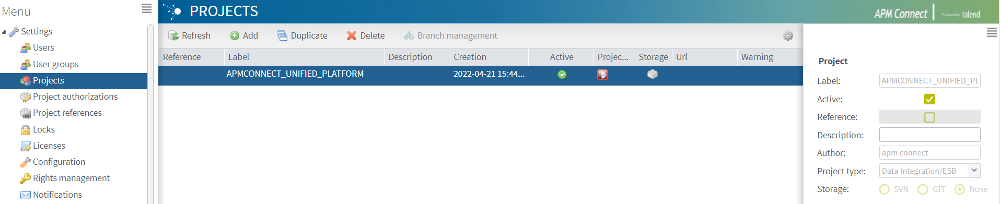 Menu
Settings
Users
User groups
Projects
Project authorizations
Project references
Locks
Licenses
Configuration
Rights management
Notifications
PROJECTS
APM Connect Powered by talend
Refresh Add Duplicate Delete Branch management
Reference Label Description Creation Active Projec... Storage Url Warning
APMCONNECT_UNIFIED_PLATFORM 2022-04-21 15:44...
Project
Label: APMCONNECT_UNIFIED_PL
Active:
Reference:
Description:
Author: apm connect
Project type: Data Integration/ESB
Storage: SVN GIT None